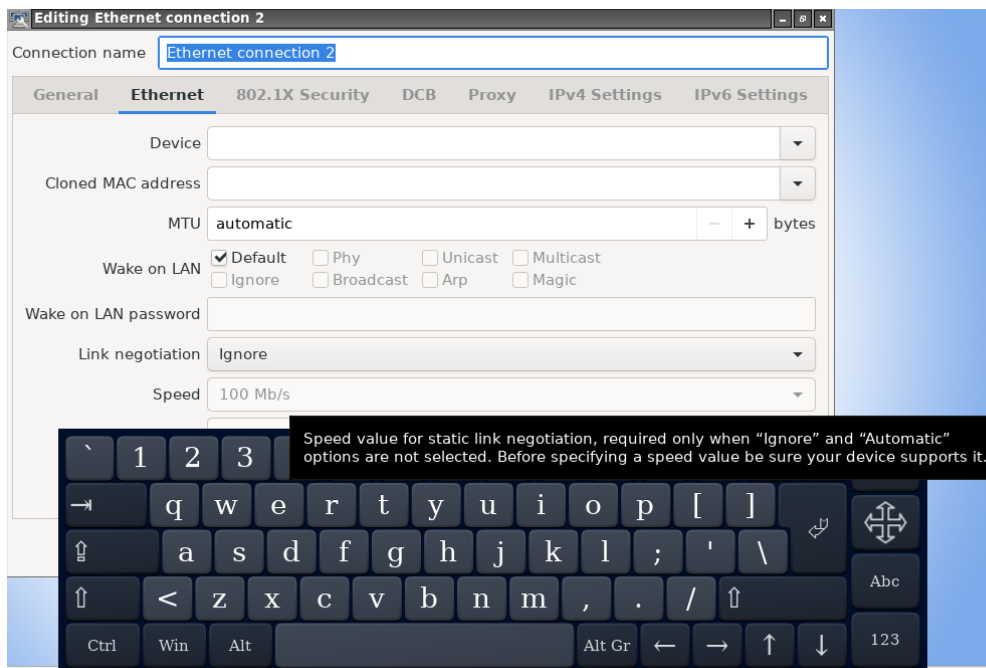 Editing Ethernet connection 2
Connection name Ethernet connection 2
General Ethernet 802.1X Security DCB Proxy IPv4 Settings IPv6 Settings
Device
Cloned MAC address
MTU automatic − + bytes
Wake on LAN
Default Phy Unicast Multicast
Ignore Broadcast Arp Magic
Wake on LAN password
Link negotiation Ignore
Speed 100 Mb/s
Speed value for static link negotiation, required only when “Ignore” and “Automatic”
options are not selected. Before specifying a speed value be sure your device supports it.
` 1 2 3
⇥ q w e r t y u i o p [ ]
a s d f g h j k l ; ' \
⇧ < z x c v b n m , . / ⇧
Abc
Ctrl Win Alt Alt Gr ← → ↑ ↓ 123